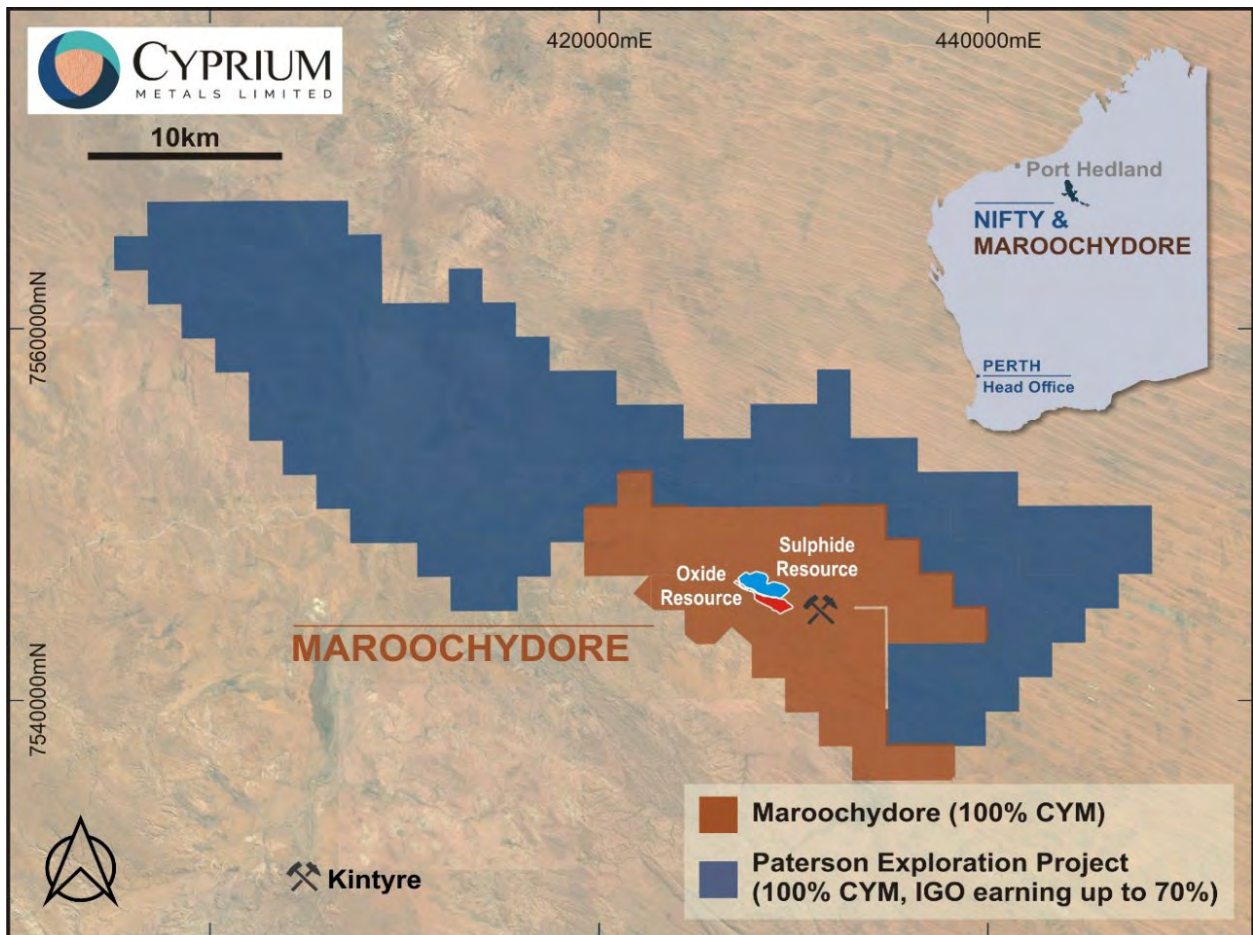 CYPRIUM
METALS LIMITED
10km
420000mE
440000mE
7560000mN
7540000mN
Port Hedland
NIFTY &
MAROOCHYDORE
PERTH
Head Office
Sulphide
Resource
Oxide
Resource
MAROOCHYDORE
Kintyre
Maroochydore (100% CYM)
Paterson Exploration Project
(100% CYM, IGO earning up to 70%)